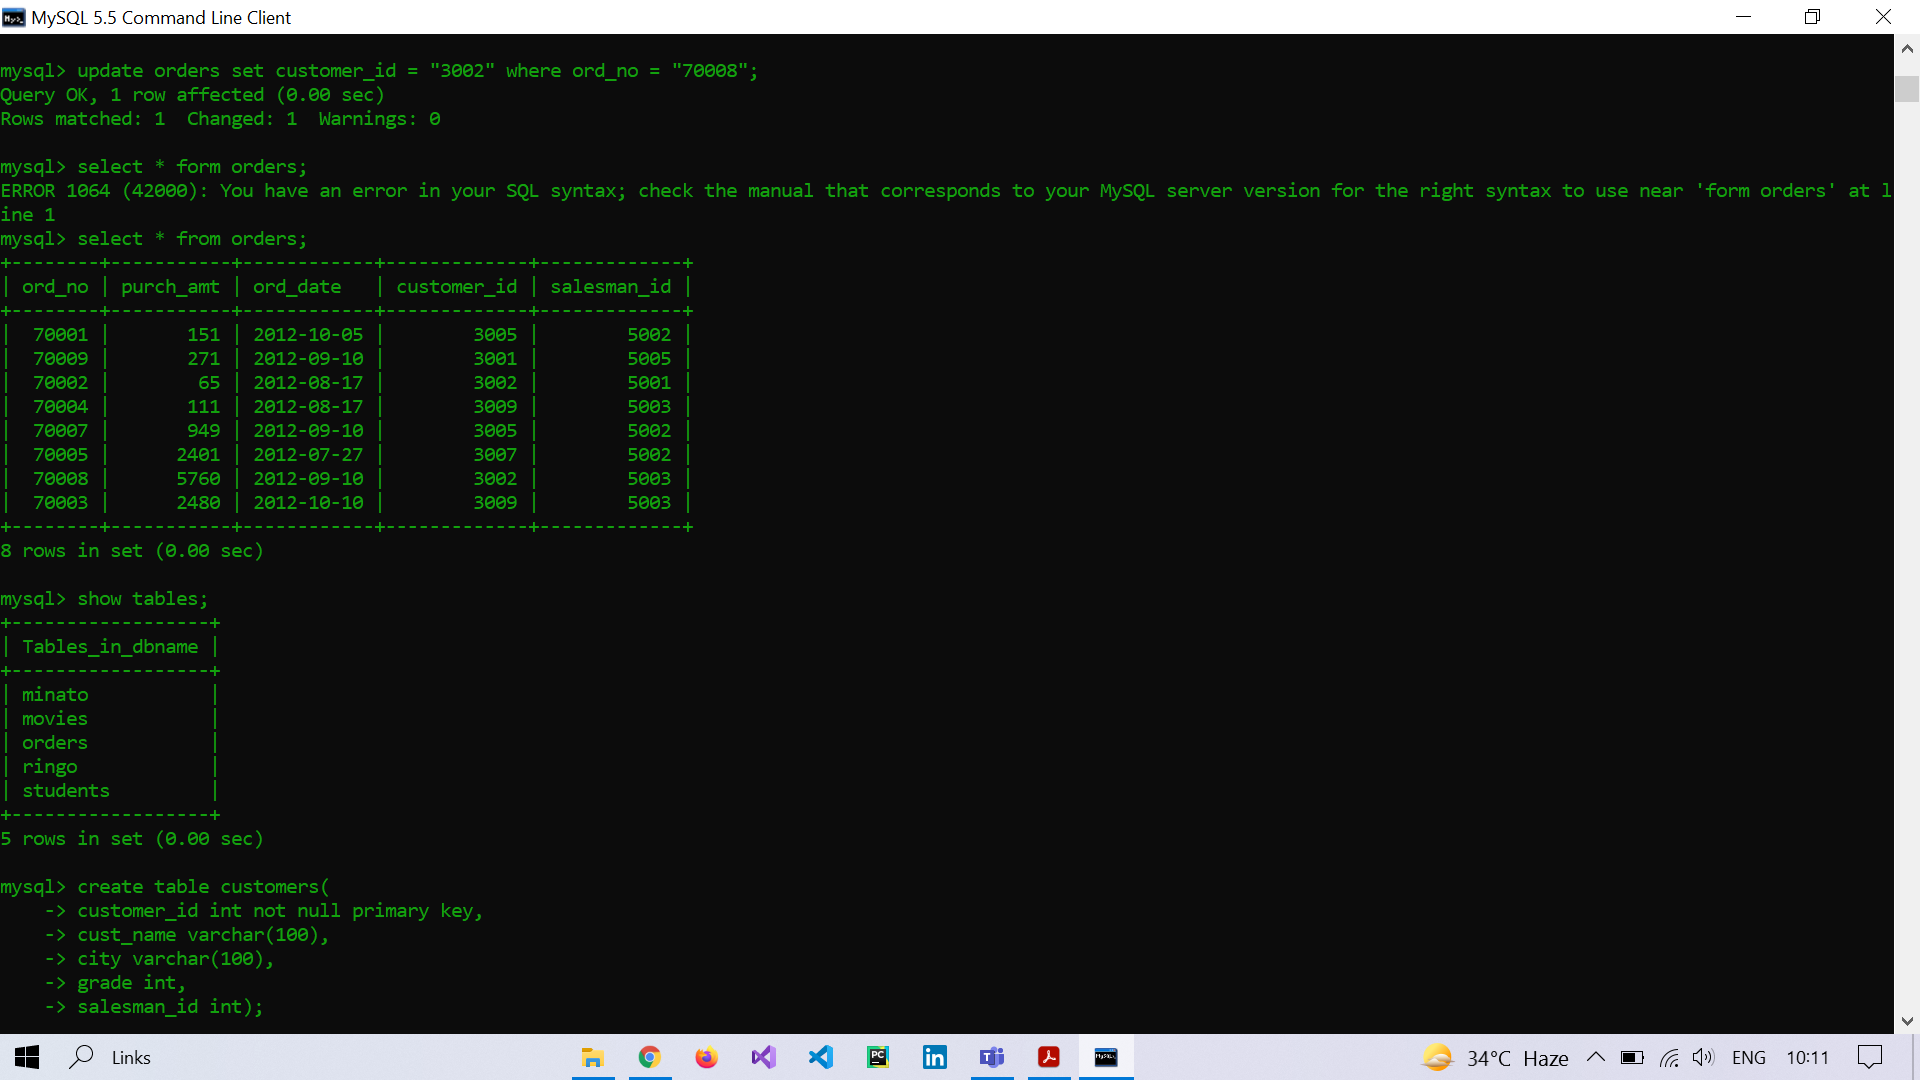 MySQL 5.5 Command Line Client
mysql> update orders set customer_id = "3002" where ord_no = "70008";
Query OK, 1 row affected (0.00 sec)
Rows matched: 1  Changed: 1  Warnings: 0
mysql> select * form orders;
ERROR 1064 (42000): You have an error in your SQL syntax; check the manual that corresponds to your MySQL server version for the right syntax to use near 'form orders' at l
ine 1
mysql> select * from orders;
+--------+-----------+------------+-------------+-------------+
| ord_no | purch_amt | ord_date   | customer_id | salesman_id |
+--------+-----------+------------+-------------+-------------+
|  70001 |       151 | 2012-10-05 |        3005 |        5002 |
|  70009 |       271 | 2012-09-10 |        3001 |        5005 |
|  70002 |        65 | 2012-08-17 |        3002 |        5001 |
|  70004 |       111 | 2012-08-17 |        3009 |        5003 |
|  70007 |       949 | 2012-09-10 |        3005 |        5002 |
|  70005 |      2401 | 2012-07-27 |        3007 |        5002 |
|  70008 |      5760 | 2012-09-10 |        3002 |        5003 |
|  70003 |      2480 | 2012-10-10 |        3009 |        5003 |
+--------+-----------+------------+-------------+-------------+
8 rows in set (0.00 sec)
mysql> show tables;
+------------------+
| Tables_in_dbname |
+------------------+
| minato           |
| movies           |
| orders           |
| ringo            |
| students         |
+------------------+
5 rows in set (0.00 sec)
mysql> create table customers(
    -> customer_id int not null primary key,
    -> cust_name varchar(100),
    -> city varchar(100),
    -> grade int,
    -> salesman_id int);
Links
34°C Haze
ENG
10:11